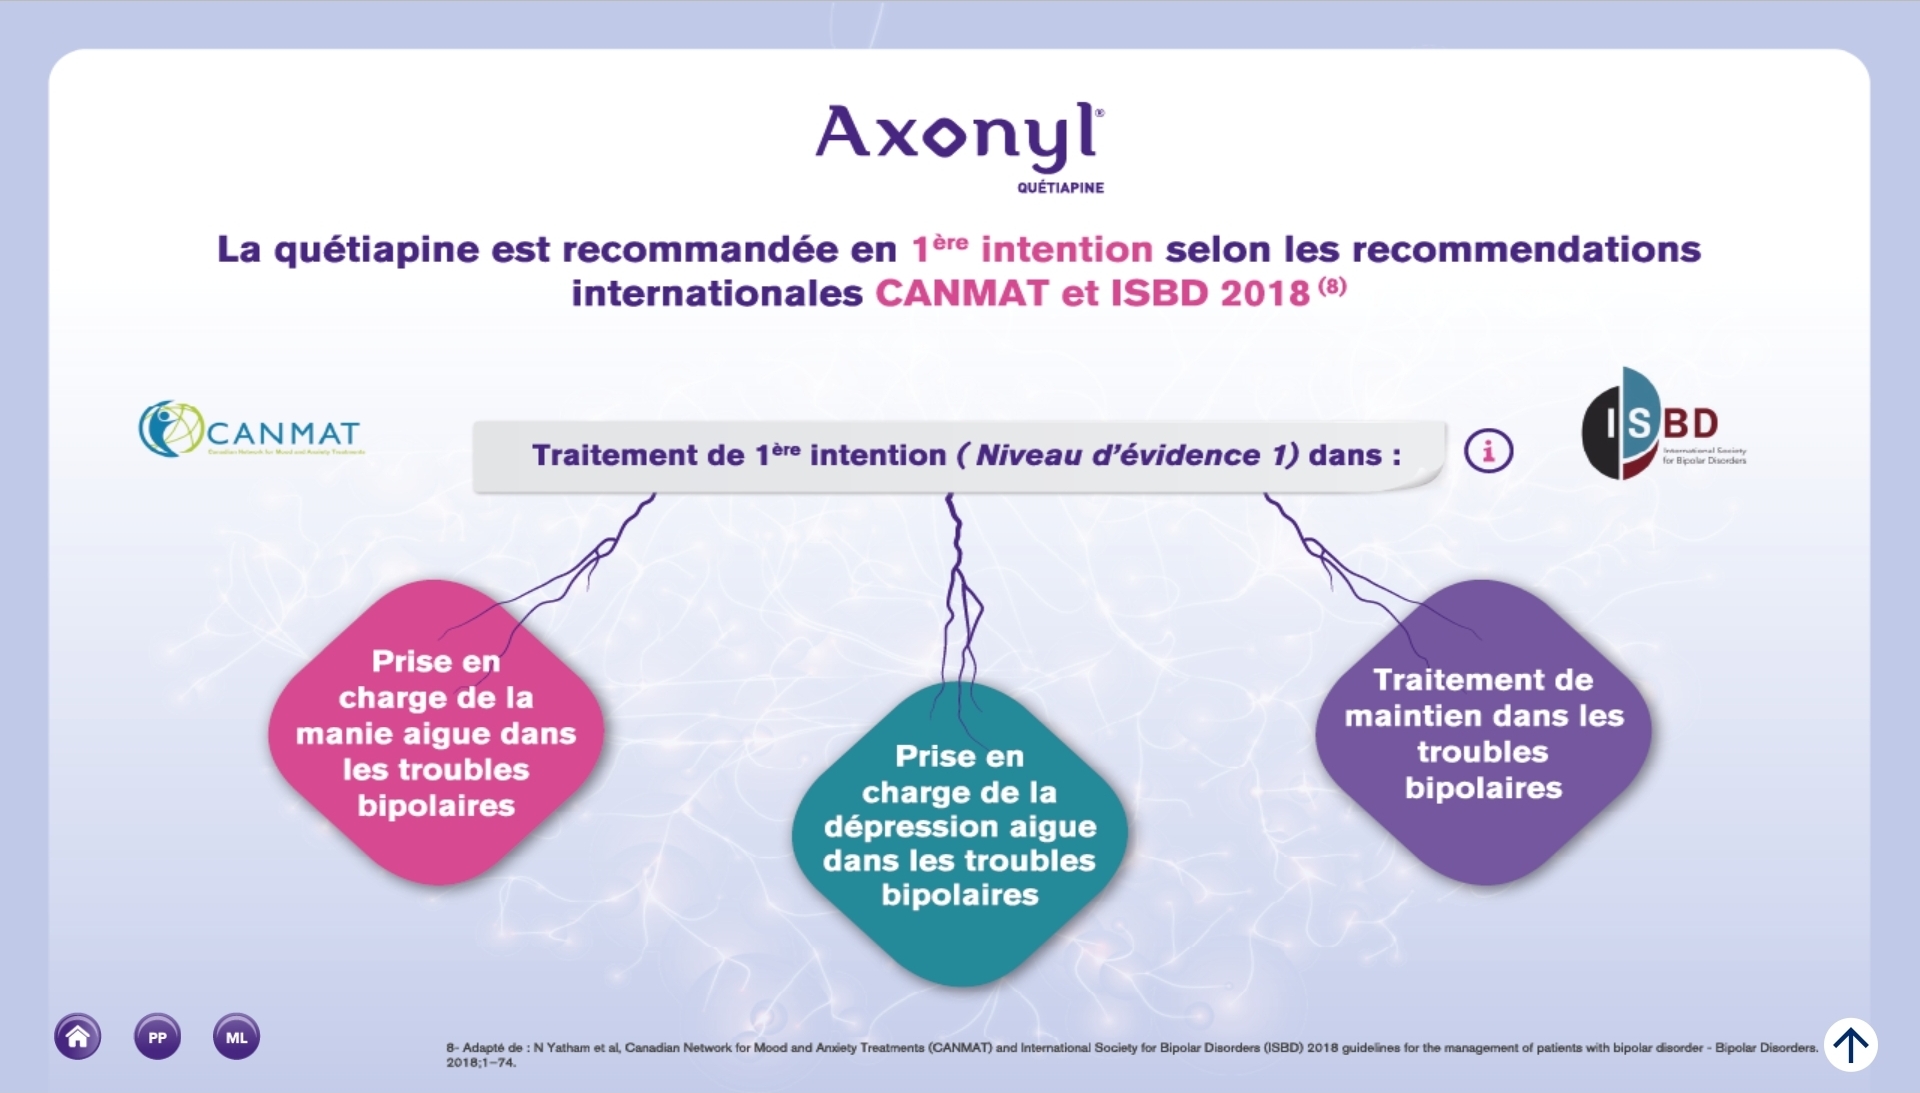 Axonyl®
QUÉTIAPINE
La quétiapine est recommandée en 1ère intention selon les recommendations
internationales CANMAT et ISBD 2018 (8)
CANMAT
Canadian Network for Mood and Anxiety Treatments
Traitement de 1ère intention ( Niveau d'évidence 1) dans :
i
ISBD
International Society
for Bipolar Disorders
Prise en
charge de la
manie aigue dans
les troubles
bipolaires
Prise en
charge de la
dépression aigue
dans les troubles
bipolaires
Traitement de
maintien dans les
troubles
bipolaires
PP
ML
8- Adapté de : N Yatham et al, Canadian Network for Mood and Anxiety Treatments (CANMAT) and International Society for Bipolar Disorders (ISBD) 2018 guidelines for the management of patients with bipolar disorder - Bipolar Disorders.
2018;1–74.